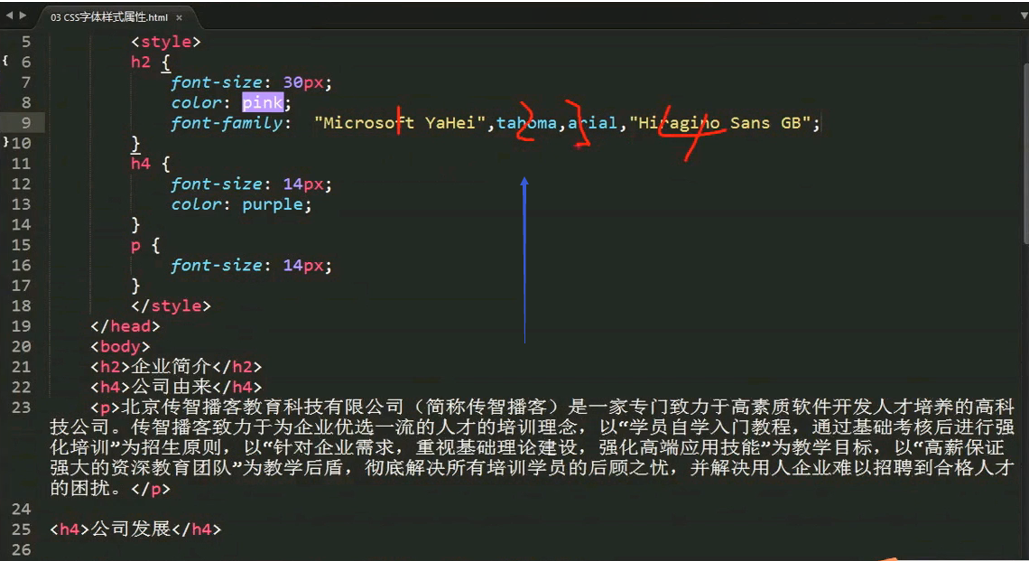 03 CSS字体样式属性.html ×
5 <style>
6 h2 {
7 font-size: 30px;
8 color: pink;
9 font-family: "Microsoft YaHei",tahoma,arial,"Hiragino Sans GB";
1 2 3 4
10 }
11 h4 {
12 font-size: 14px;
13 color: purple;
14 }
15 p {
16 font-size: 14px;
17 }
18 </style>
19 </head>
20 <body>
21 <h2>企业简介</h2>
22 <h4>公司由来</h4>
23 <p>北京传智播客教育科技有限公司（简称传智播客）是一家专门致力于高素质软件开发人才培养的高科
技公司。传智播客致力于为企业优选一流的人才的培训理念，以“学员自学入门教程，通过基础考核后进行强
化培训”为招生原则，以“针对企业需求，重视基础理论建设，强化高端应用技能”为教学目标，以“高薪保证
强大的资深教育团队”为教学后盾，彻底解决所有培训学员的后顾之忧，并解决用人企业难以招聘到合格人才
的困扰。</p>
24
25 <h4>公司发展</h4>
26